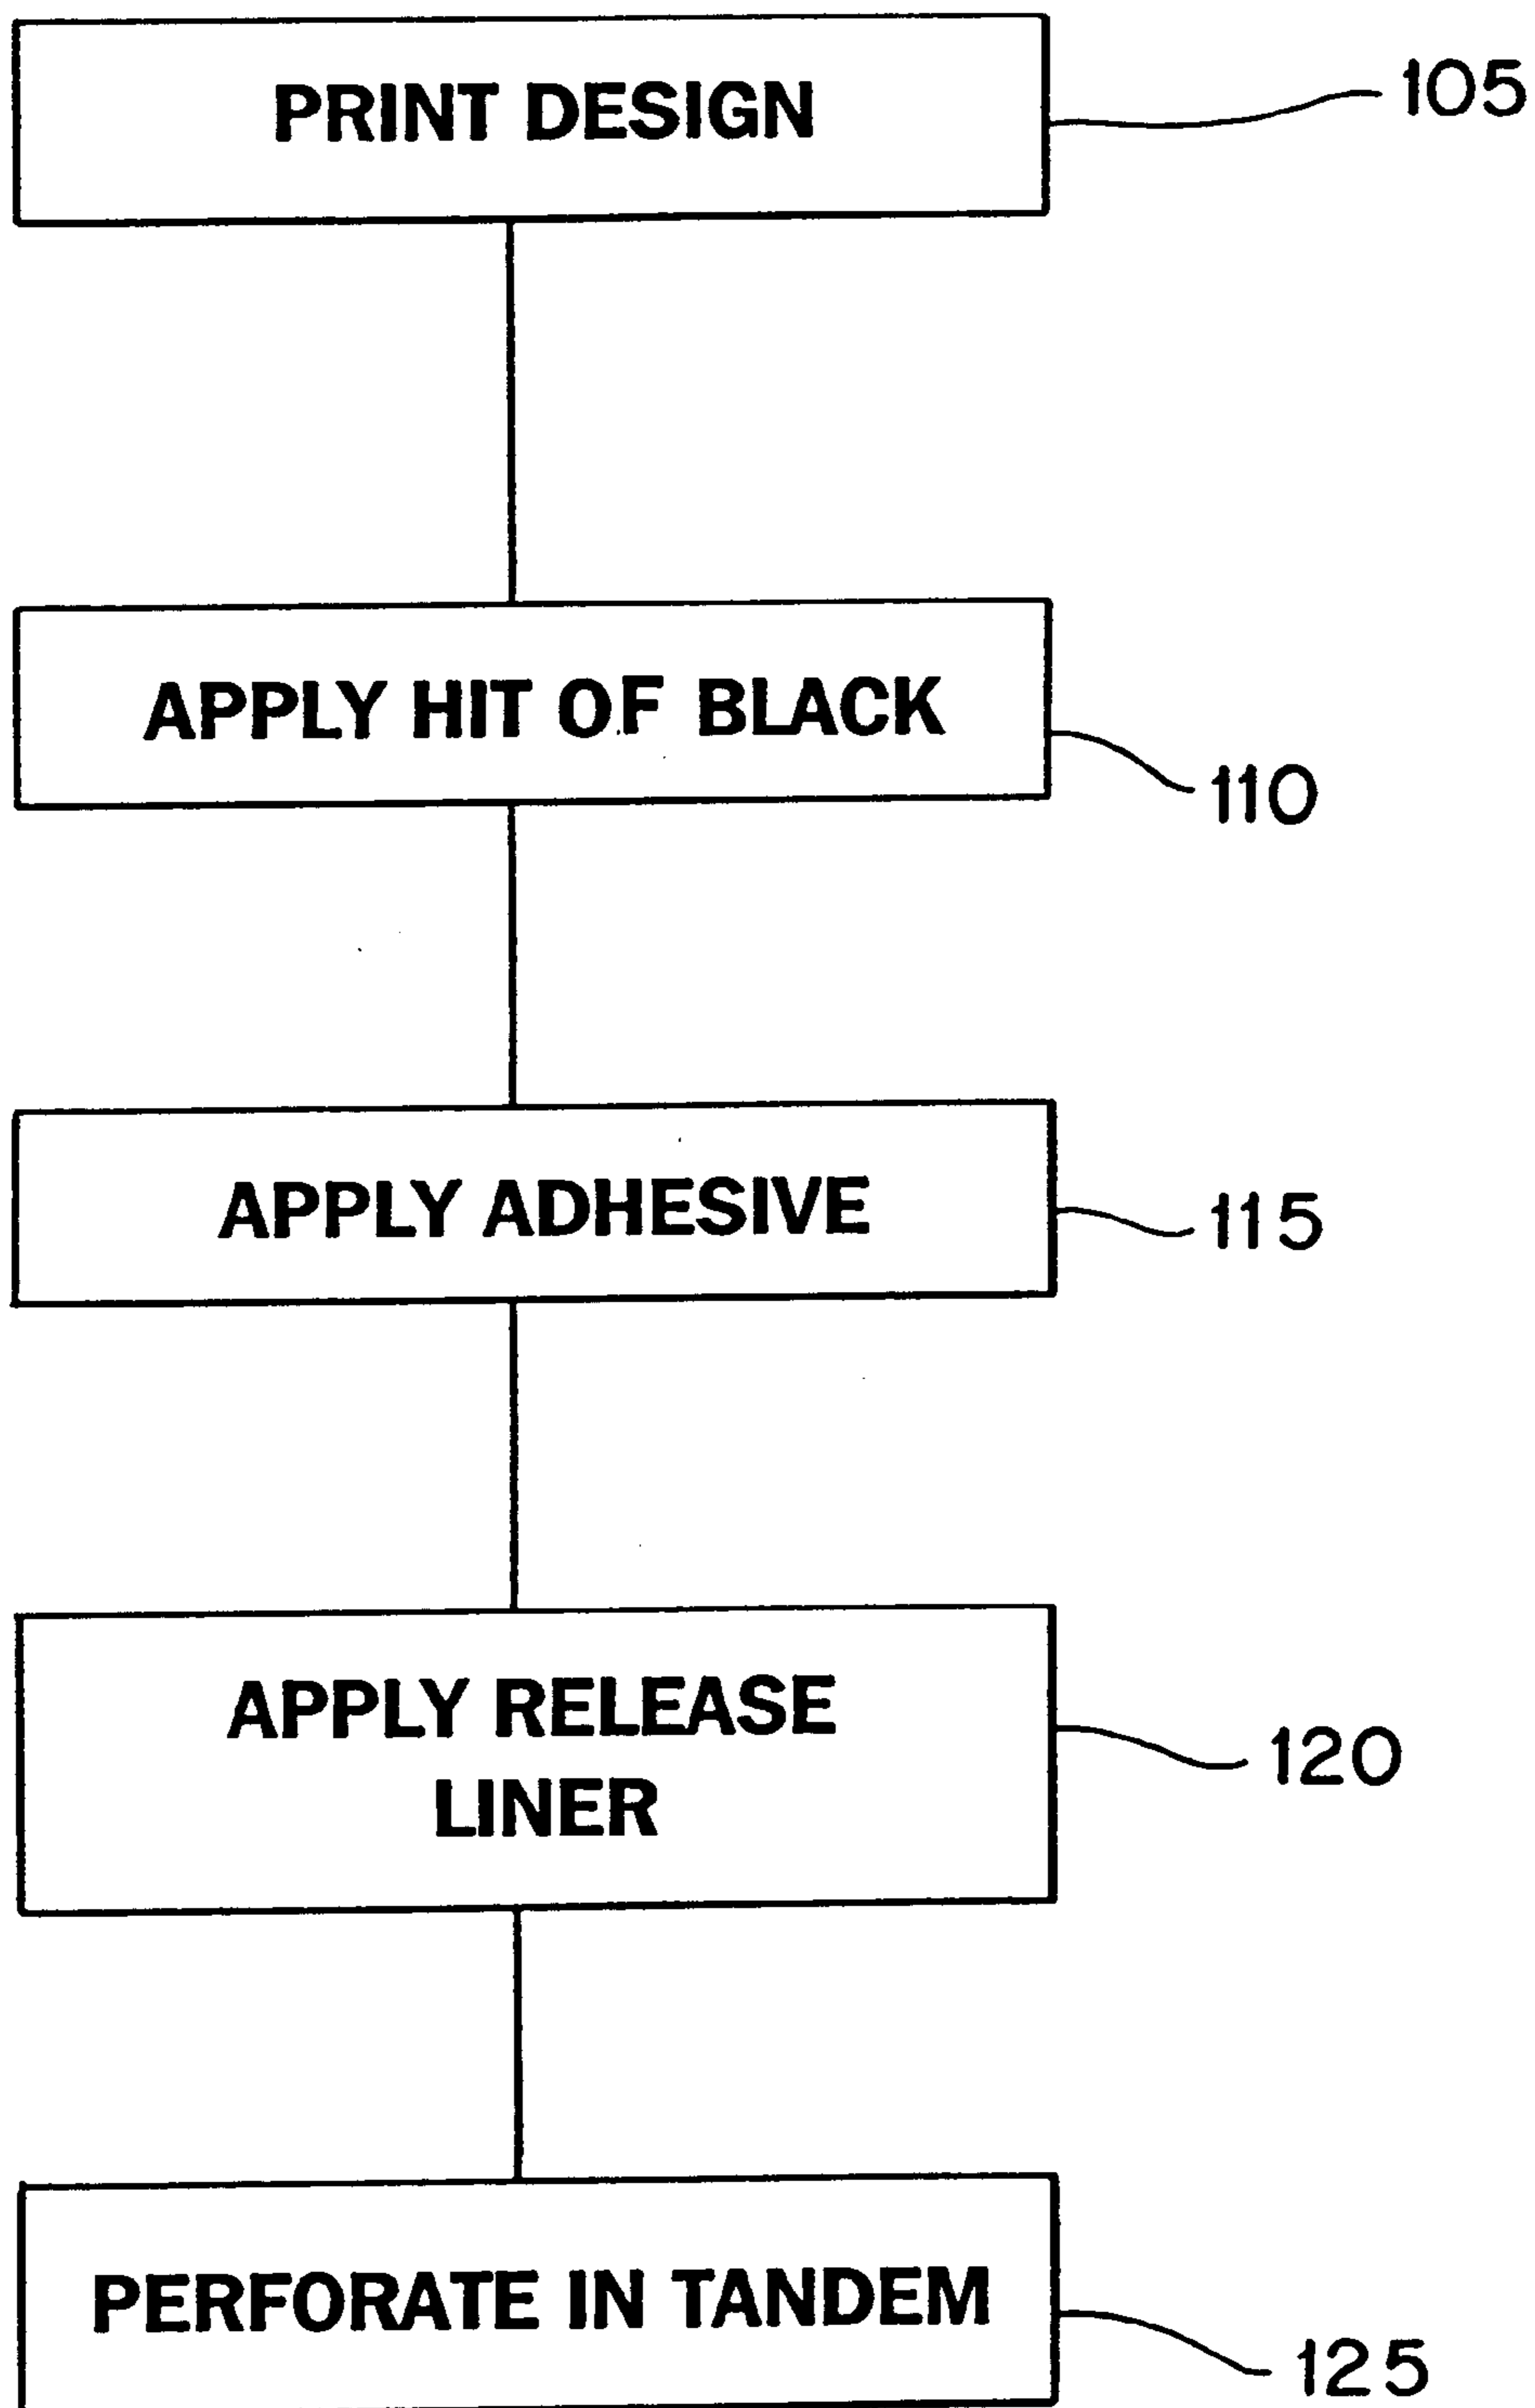 PRINT DESIGN
105
APPLY HIT OF BLACK
110
APPLY ADHESIVE
115
APPLY RELEASE
LINER
120
PERFORATE IN TANDEM
125